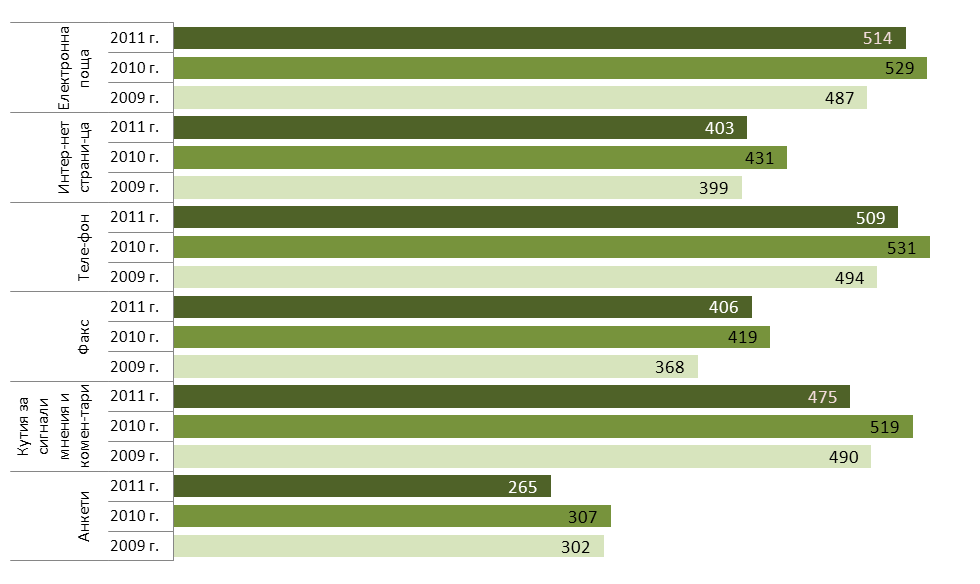 Електронна
поща
2011 г.
514
2010 г.
529
2009 г.
487
Интер-нет
страни-ца
2011 г.
403
2010 г.
431
2009 г.
399
Теле-фон
2011 г.
509
2010 г.
531
2009 г.
494
Факс
2011 г.
406
2010 г.
419
2009 г.
368
Кутия за
сигнали
мнения и
комен-тари
2011 г.
475
2010 г.
519
2009 г.
490
Анкети
2011 г.
265
2010 г.
307
2009 г.
302